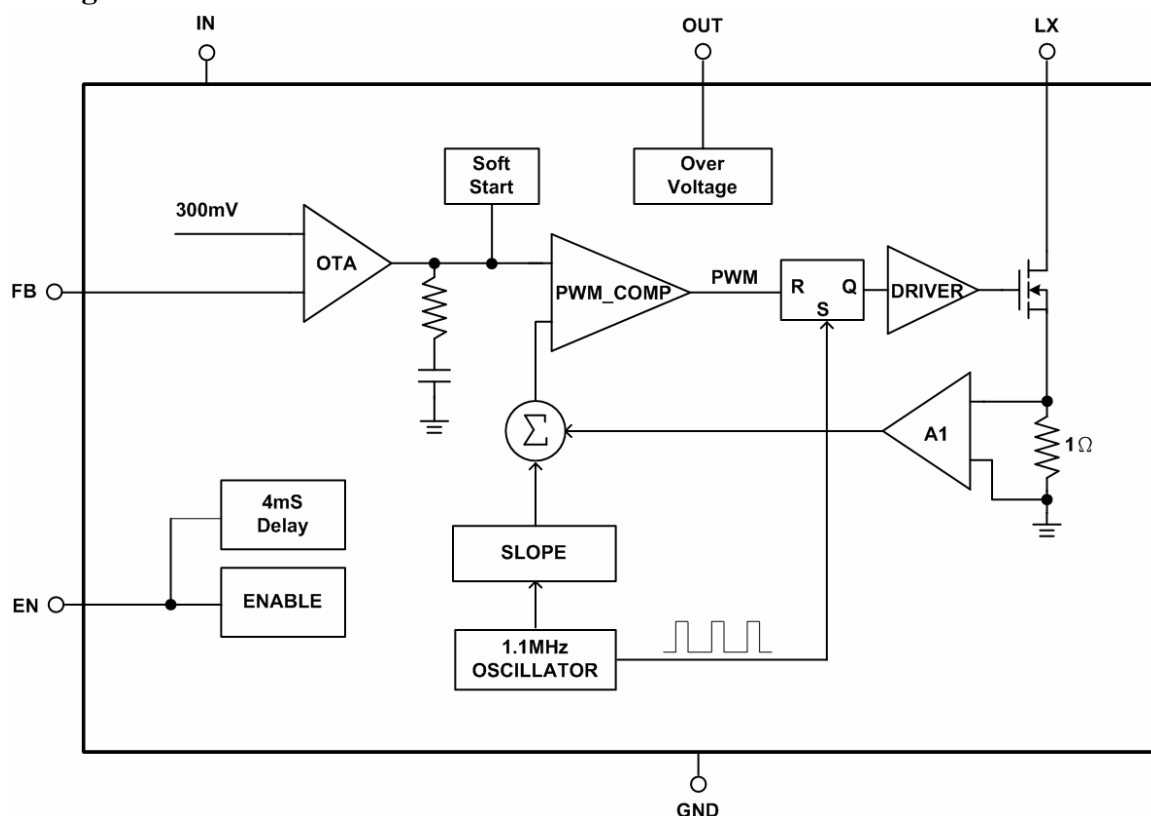 IN
OUT
LX
Soft
Start
Over
Voltage
300mV
OTA
FB
PWM_COMP
PWM
R
Q
S
DRIVER
Σ
A1
1Ω
4mS
Delay
SLOPE
EN
ENABLE
1.1MHz
OSCILLATOR
GND